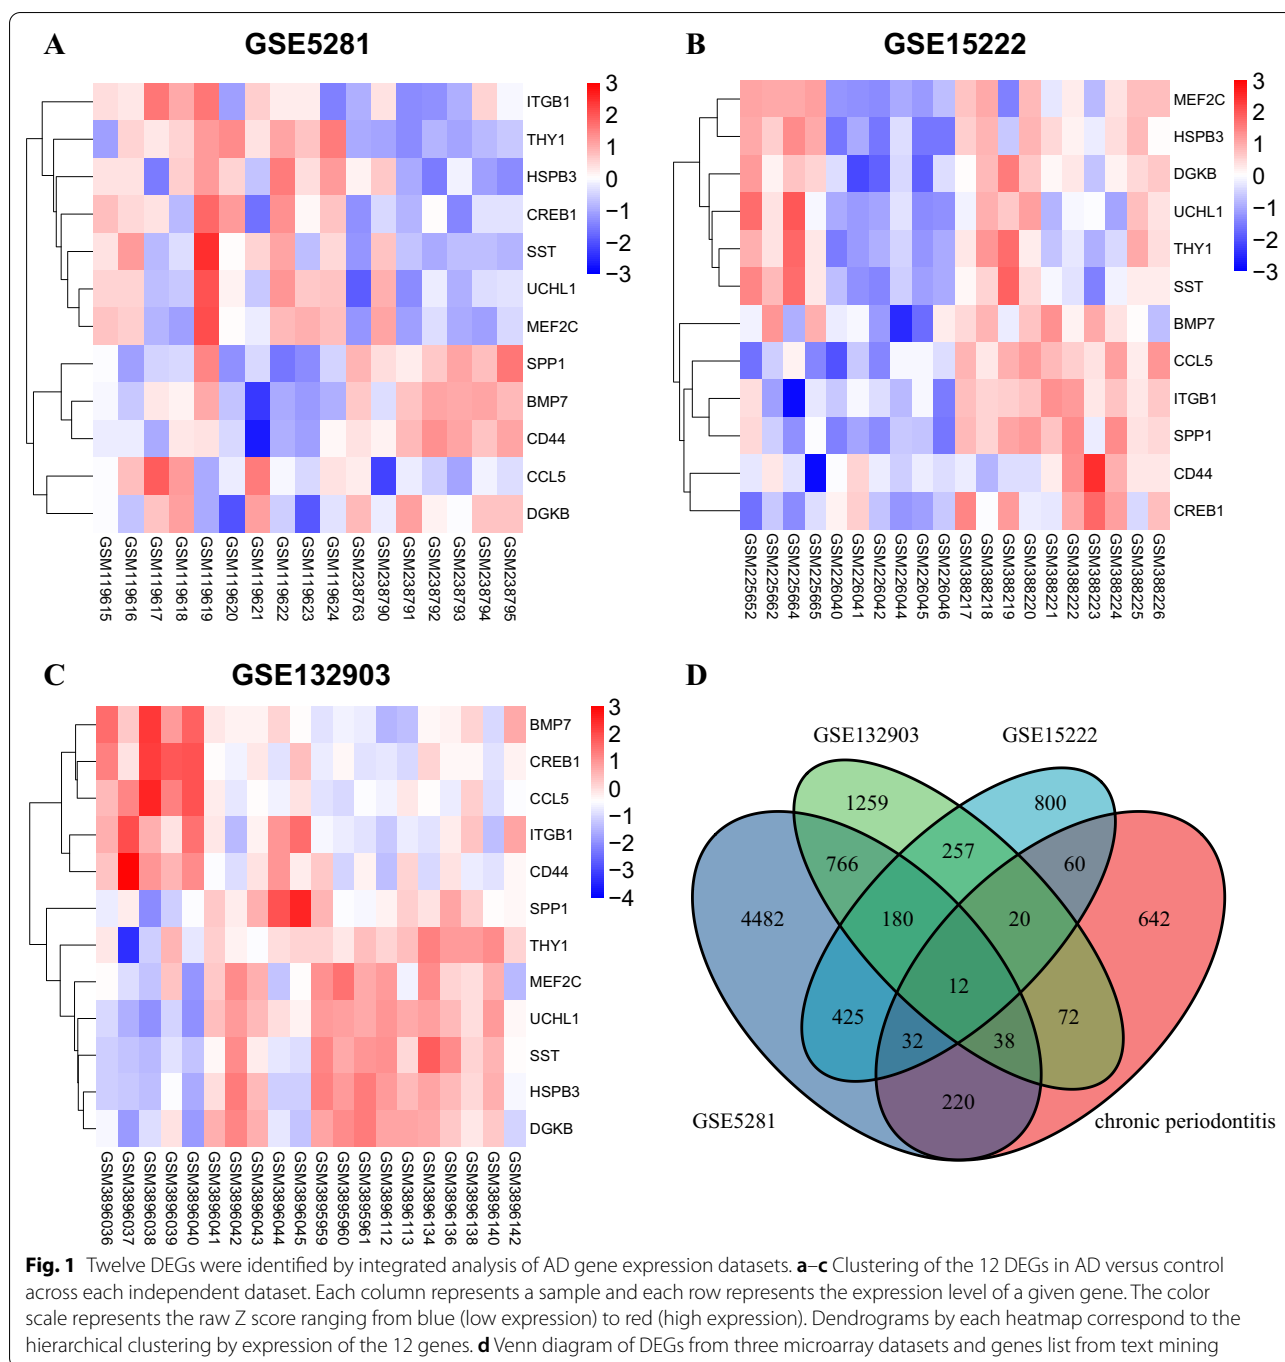 A
GSE5281
3
2
1
0
−1
−2
−3
ITGB1
THY1
HSPB3
CREB1
SST
UCHL1
MEF2C
SPP1
BMP7
CD44
CCL5
DGKB
GSM119615
GSM119616
GSM119617
GSM119618
GSM119619
GSM119620
GSM119621
GSM119622
GSM119623
GSM119624
GSM238763
GSM238790
GSM238791
GSM238792
GSM238793
GSM238794
GSM238795
B
GSE15222
3
2
1
0
−1
−2
−3
MEF2C
HSPB3
DGKB
UCHL1
THY1
SST
BMP7
CCL5
ITGB1
SPP1
CD44
CREB1
GSM225652
GSM225662
GSM225664
GSM225665
GSM226040
GSM226041
GSM226042
GSM226044
GSM226045
GSM226046
GSM388217
GSM388218
GSM388219
GSM388220
GSM388221
GSM388222
GSM388223
GSM388224
GSM388225
GSM388226
C
GSE132903
3
2
1
0
−1
−2
−3
−4
BMP7
CREB1
CCL5
ITGB1
CD44
SPP1
THY1
MEF2C
UCHL1
SST
HSPB3
DGKB
GSM3896036
GSM3896037
GSM3896038
GSM3896039
GSM3896040
GSM3896041
GSM3896042
GSM3896043
GSM3896044
GSM3896045
GSM3895959
GSM3895960
GSM3895961
GSM3896112
GSM3896113
GSM3896134
GSM3896136
GSM3896138
GSM3896140
GSM3896142
D
GSE132903
GSE15222
1259
800
766
257
60
4482
180
20
642
12
425
32
38
72
220
GSE5281
chronic periodontitis
Fig. 1 Twelve DEGs were identified by integrated analysis of AD gene expression datasets. a–c Clustering of the 12 DEGs in AD versus control
across each independent dataset. Each column represents a sample and each row represents the expression level of a given gene. The color
scale represents the raw Z score ranging from blue (low expression) to red (high expression). Dendrograms by each heatmap correspond to the
hierarchical clustering by expression of the 12 genes. d Venn diagram of DEGs from three microarray datasets and genes list from text mining